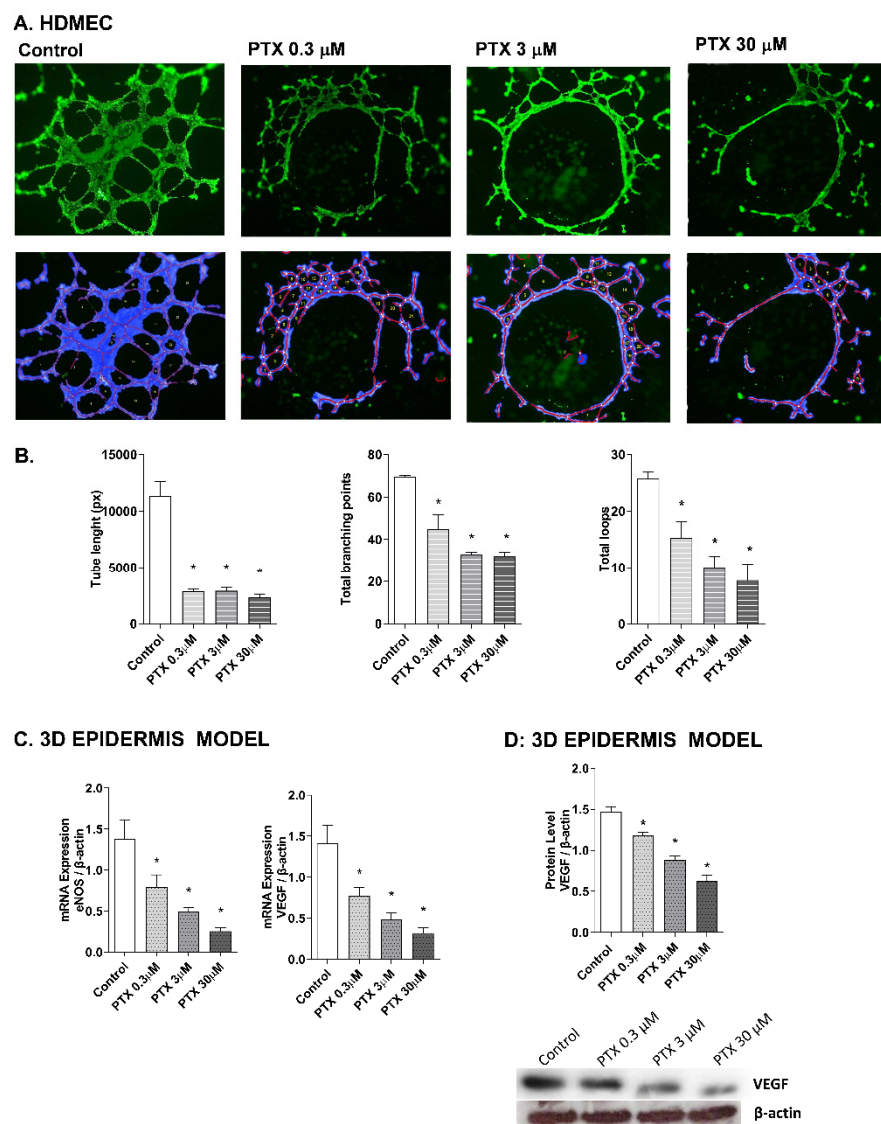 A. HDMEC
Control
PTX 0.3 μM
PTX 3 μM
PTX 30 μM
B.
Tube lenght (px)
15000
10000
5000
0
Control
PTX 0.3μM
PTX 3μM
PTX 30μM
Total branching points
80
60
40
20
0
*
*
*
Control
PTX 0.3μM
PTX 3μM
PTX 30μM
Total loops
30
20
10
0
*
*
*
Control
PTX 0.3μM
PTX 3μM
PTX 30μM
*
*
*
C. 3D EPIDERMIS MODEL
mRNA Expression
eNOS / β-actin
2.0
1.5
1.0
0.5
0.0
*
*
*
Control
PTX 0.3μM
PTX 3μM
PTX 30μM
mRNA Expression
VEGF / β-actin
2.0
1.5
1.0
0.5
0.0
*
*
*
Control
PTX 0.3μM
PTX 3μM
PTX 30μM
D: 3D EPIDERMIS MODEL
Protein Level
VEGF / β-actin
2.0
1.5
1.0
0.5
0.0
*
*
*
Control
PTX 0.3μM
PTX 3μM
PTX 30μM
Control
PTX 0.3 μM
PTX 3 μM
PTX 30 μM
VEGF
β-actin